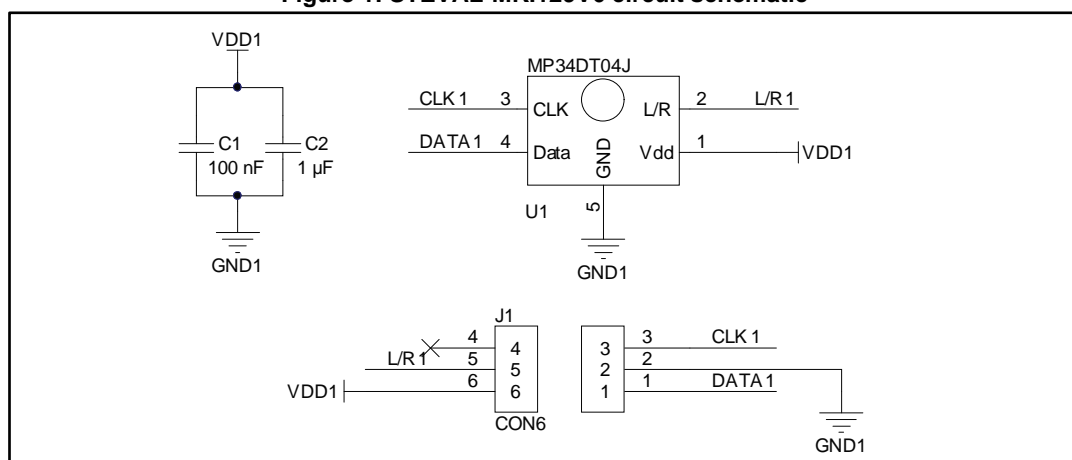 VDD1
C1
100 nF
C2
1 µF
GND1
MP34DT04J
CLK1 3 CLK
L/R 2 L/R1
DATA1 4 Data
Vdd 1 VDD1
GND
5
U1
GND1
J1
4 4
L/R1 5 5
VDD1 6 6
CON6
3 3 CLK1
2 2
1 1 DATA1
GND1